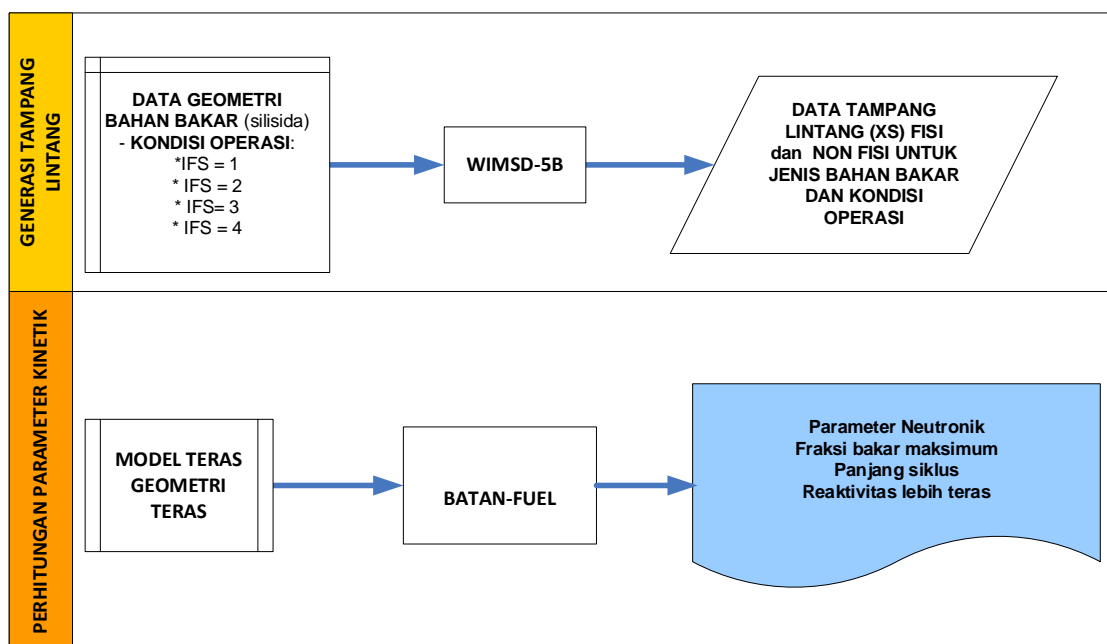 GENERASI TAMPANG
LINTANG
DATA GEOMETRI
BAHAN BAKAR (silisida)
- KONDISI OPERASI:
*IFS = 1
* IFS = 2
* IFS= 3
* IFS = 4
WIMSD-5B
DATA TAMPANG
LINTANG (XS) FISI
dan NON FISI UNTUK
JENIS BAHAN BAKAR
DAN KONDISI
OPERASI
PERHITUNGAN PARAMETER KINETIK
MODEL TERAS
GEOMETRI
TERAS
BATAN-FUEL
Parameter Neutronik
Fraksi bakar maksimum
Panjang siklus
Reaktivitas lebih teras